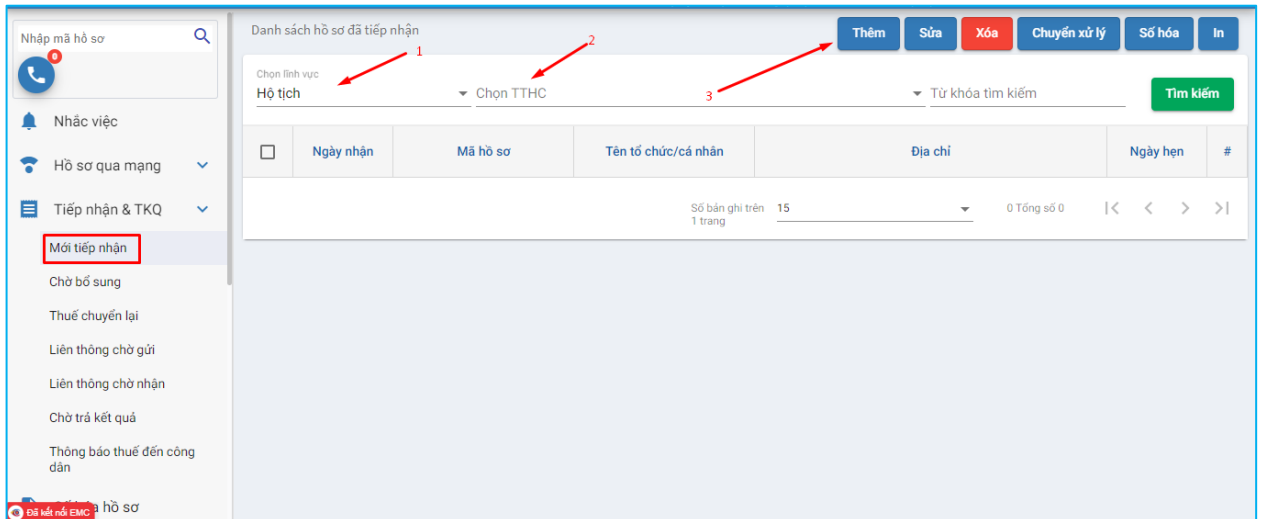 Nhập mã hồ sơ
0
Nhắc việc
Hồ sơ qua mạng
Tiếp nhận & TKQ
Mới tiếp nhận
Chờ bổ sung
Thuế chuyển lại
Liên thông chờ gửi
Liên thông chờ nhận
Chờ trả kết quả
Thông báo thuế đến công
dân
hồ sơ
Đã kết nối EMC
Danh sách hồ sơ đã tiếp nhận
Thêm Sửa Xóa Chuyển xử lý Số hóa In
1 2 3
Chọn lĩnh vực
Hộ tịch Chọn TTHC Từ khóa tìm kiếm Tìm kiếm
Ngày nhận Mã hồ sơ Tên tổ chức/cá nhân Địa chỉ Ngày hẹn #
Số bản ghi trên 15 0 Tổng số 0
1 trang